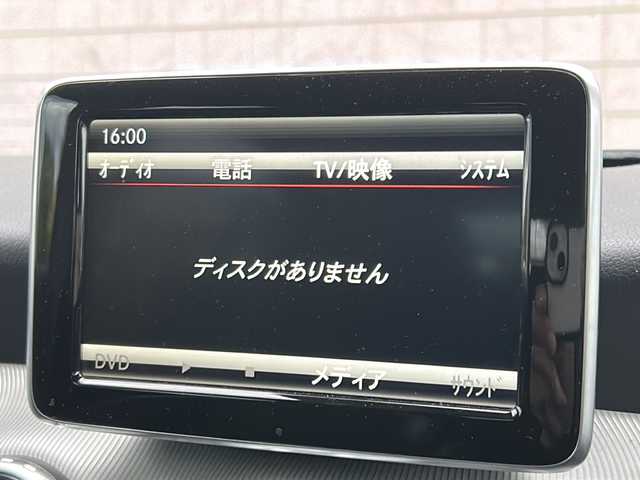 16:00
オーディオ 電話 TV/映像 システム
ディスクがありません
DVD ▶ ■ メディア サウンド